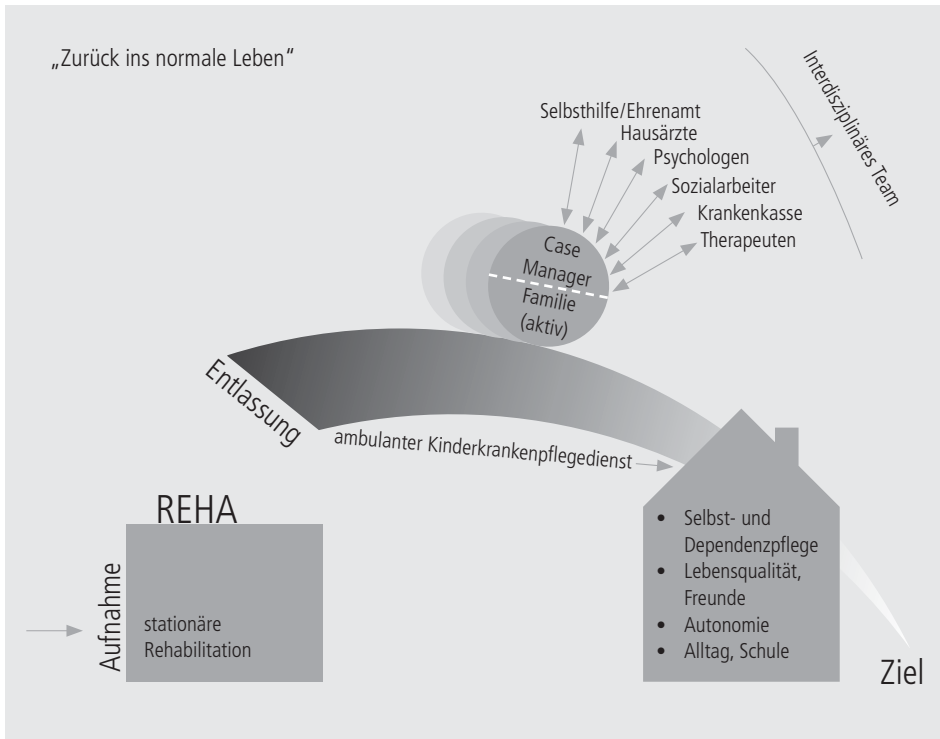 „Zurück ins normale Leben“
Interdisziplinäres Team
Selbsthilfe/Ehrenamt
Hausärzte
Psychologen
Sozialarbeiter
Krankenkasse
Therapeuten
Case
Manager
Familie
(aktiv)
Entlassung
ambulanter Kinderkrankenpflegedienst
REHA
Aufnahme
stationäre
Rehabilitation
• Selbst- und
Dependenzpflege
• Lebensqualität,
Freunde
• Autonomie
• Alltag, Schule
Ziel